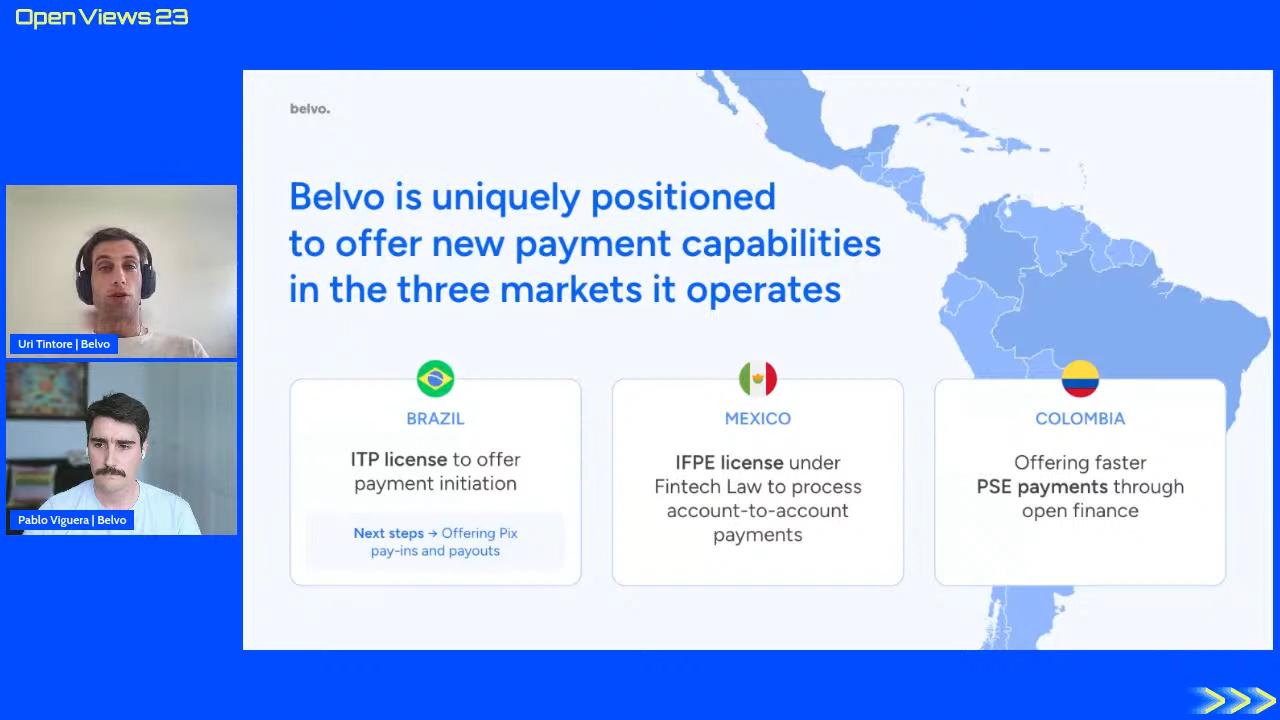 Open Views 23
belvo.
Belvo is uniquely positioned
to offer new payment capabilities
in the three markets it operates
Uri Tintore | Belvo
Pablo Viguera | Belvo
BRAZIL
ITP license to offer
payment initiation
Next steps → Offering Pix
pay-ins and payouts
MEXICO
IFPE license under
Fintech Law to process
account-to-account
payments
COLOMBIA
Offering faster
PSE payments through
open finance